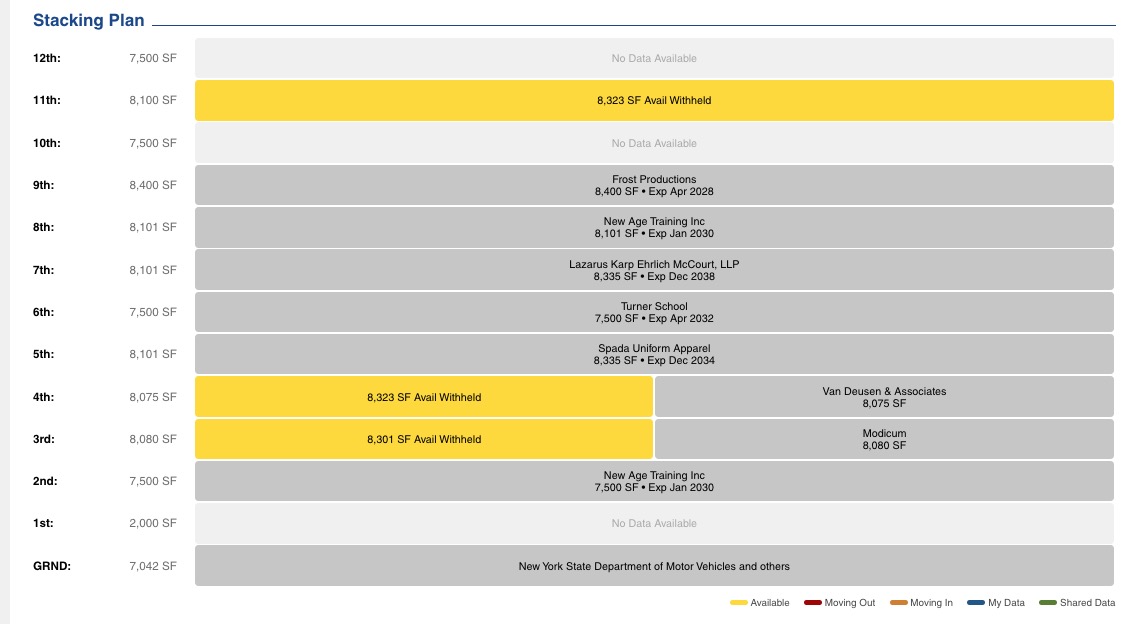 Stacking Plan
12th: 7,500 SF No Data Available
11th: 8,100 SF 8,323 SF Avail Withheld
10th: 7,500 SF No Data Available
9th: 8,400 SF Frost Productions
8,400 SF • Exp Apr 2028
8th: 8,101 SF New Age Training Inc
8,101 SF • Exp Jan 2030
7th: 8,101 SF Lazarus Karp Ehrlich McCourt, LLP
8,335 SF • Exp Dec 2038
6th: 7,500 SF Turner School
7,500 SF • Exp Apr 2032
5th: 8,101 SF Spada Uniform Apparel
8,335 SF • Exp Dec 2034
4th: 8,075 SF 8,323 SF Avail Withheld Van Deusen & Associates
8,075 SF
3rd: 8,080 SF 8,301 SF Avail Withheld Modicum
8,080 SF
2nd: 7,500 SF New Age Training Inc
7,500 SF • Exp Jan 2030
1st: 2,000 SF No Data Available
GRND: 7,042 SF New York State Department of Motor Vehicles and others
Available Moving Out Moving In My Data Shared Data